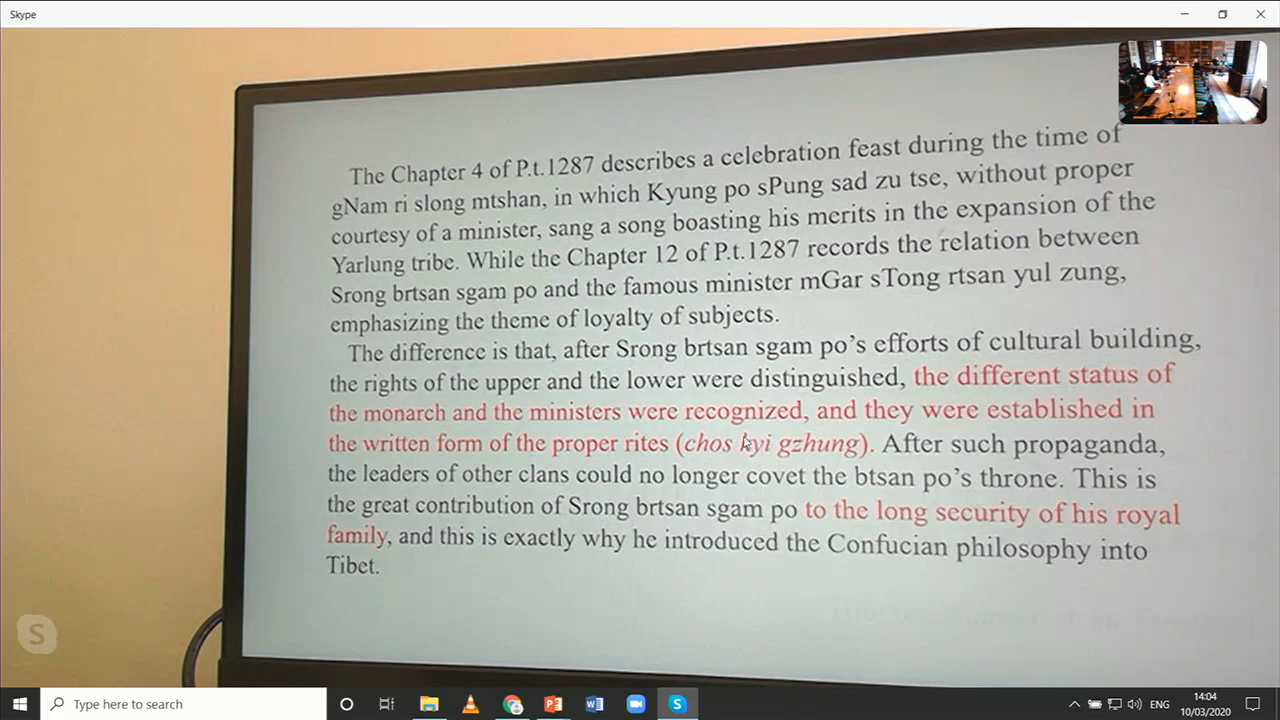 Skype
The Chapter 4 of P.t.1287 describes a celebration feast during the time of
gNam ri slong mtshan, in which Kyung po sPung sad zu tse, without proper
courtesy of a minister, sang a song boasting his merits in the expansion of the
Yarlung tribe. While the Chapter 12 of P.t.1287 records the relation between
Srong brtsan sgam po and the famous minister mGar sTong rtsan yul zung,
emphasizing the theme of loyalty of subjects.
The difference is that, after Srong brtsan sgam po’s efforts of cultural building,
the rights of the upper and the lower were distinguished, the different status of
the monarch and the ministers were recognized, and they were established in
the written form of the proper rites (chos kyi gzhung). After such propaganda,
the leaders of other clans could no longer covet the btsan po’s throne. This is
the great contribution of Srong brtsan sgam po to the long security of his royal
family, and this is exactly why he introduced the Confucian philosophy into
Tibet.
S
Type here to search
ENG
14:04
10/03/2020